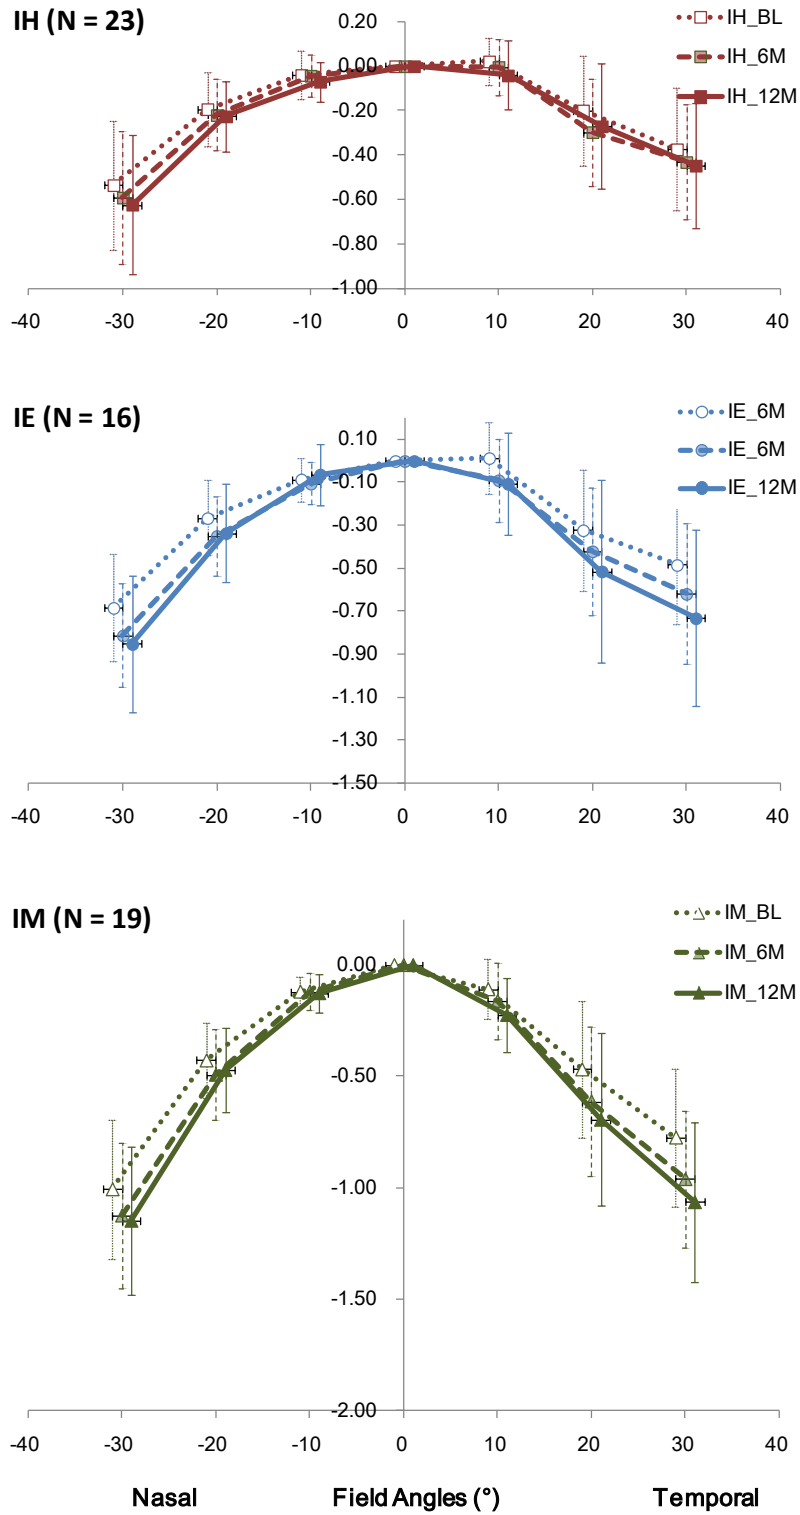 IH (N = 23)
IH_BL
IH_6M
IH_12M
0.20
0.00
-0.20
-0.40
-0.60
-0.80
-1.00
-40 -30 -20 -10 0 10 20 30 40
IE (N = 16)
IE_6M
IE_6M
IE_12M
0.10
-0.10
-0.30
-0.50
-0.70
-0.90
-1.10
-1.30
-1.50
-40 -30 -20 -10 0 10 20 30 40
IM (N = 19)
IM_BL
IM_6M
IM_12M
0.00
-0.50
-1.00
-1.50
-2.00
-40 -30 -20 -10 0 10 20 30 40
Nasal Field Angles (°) Temporal